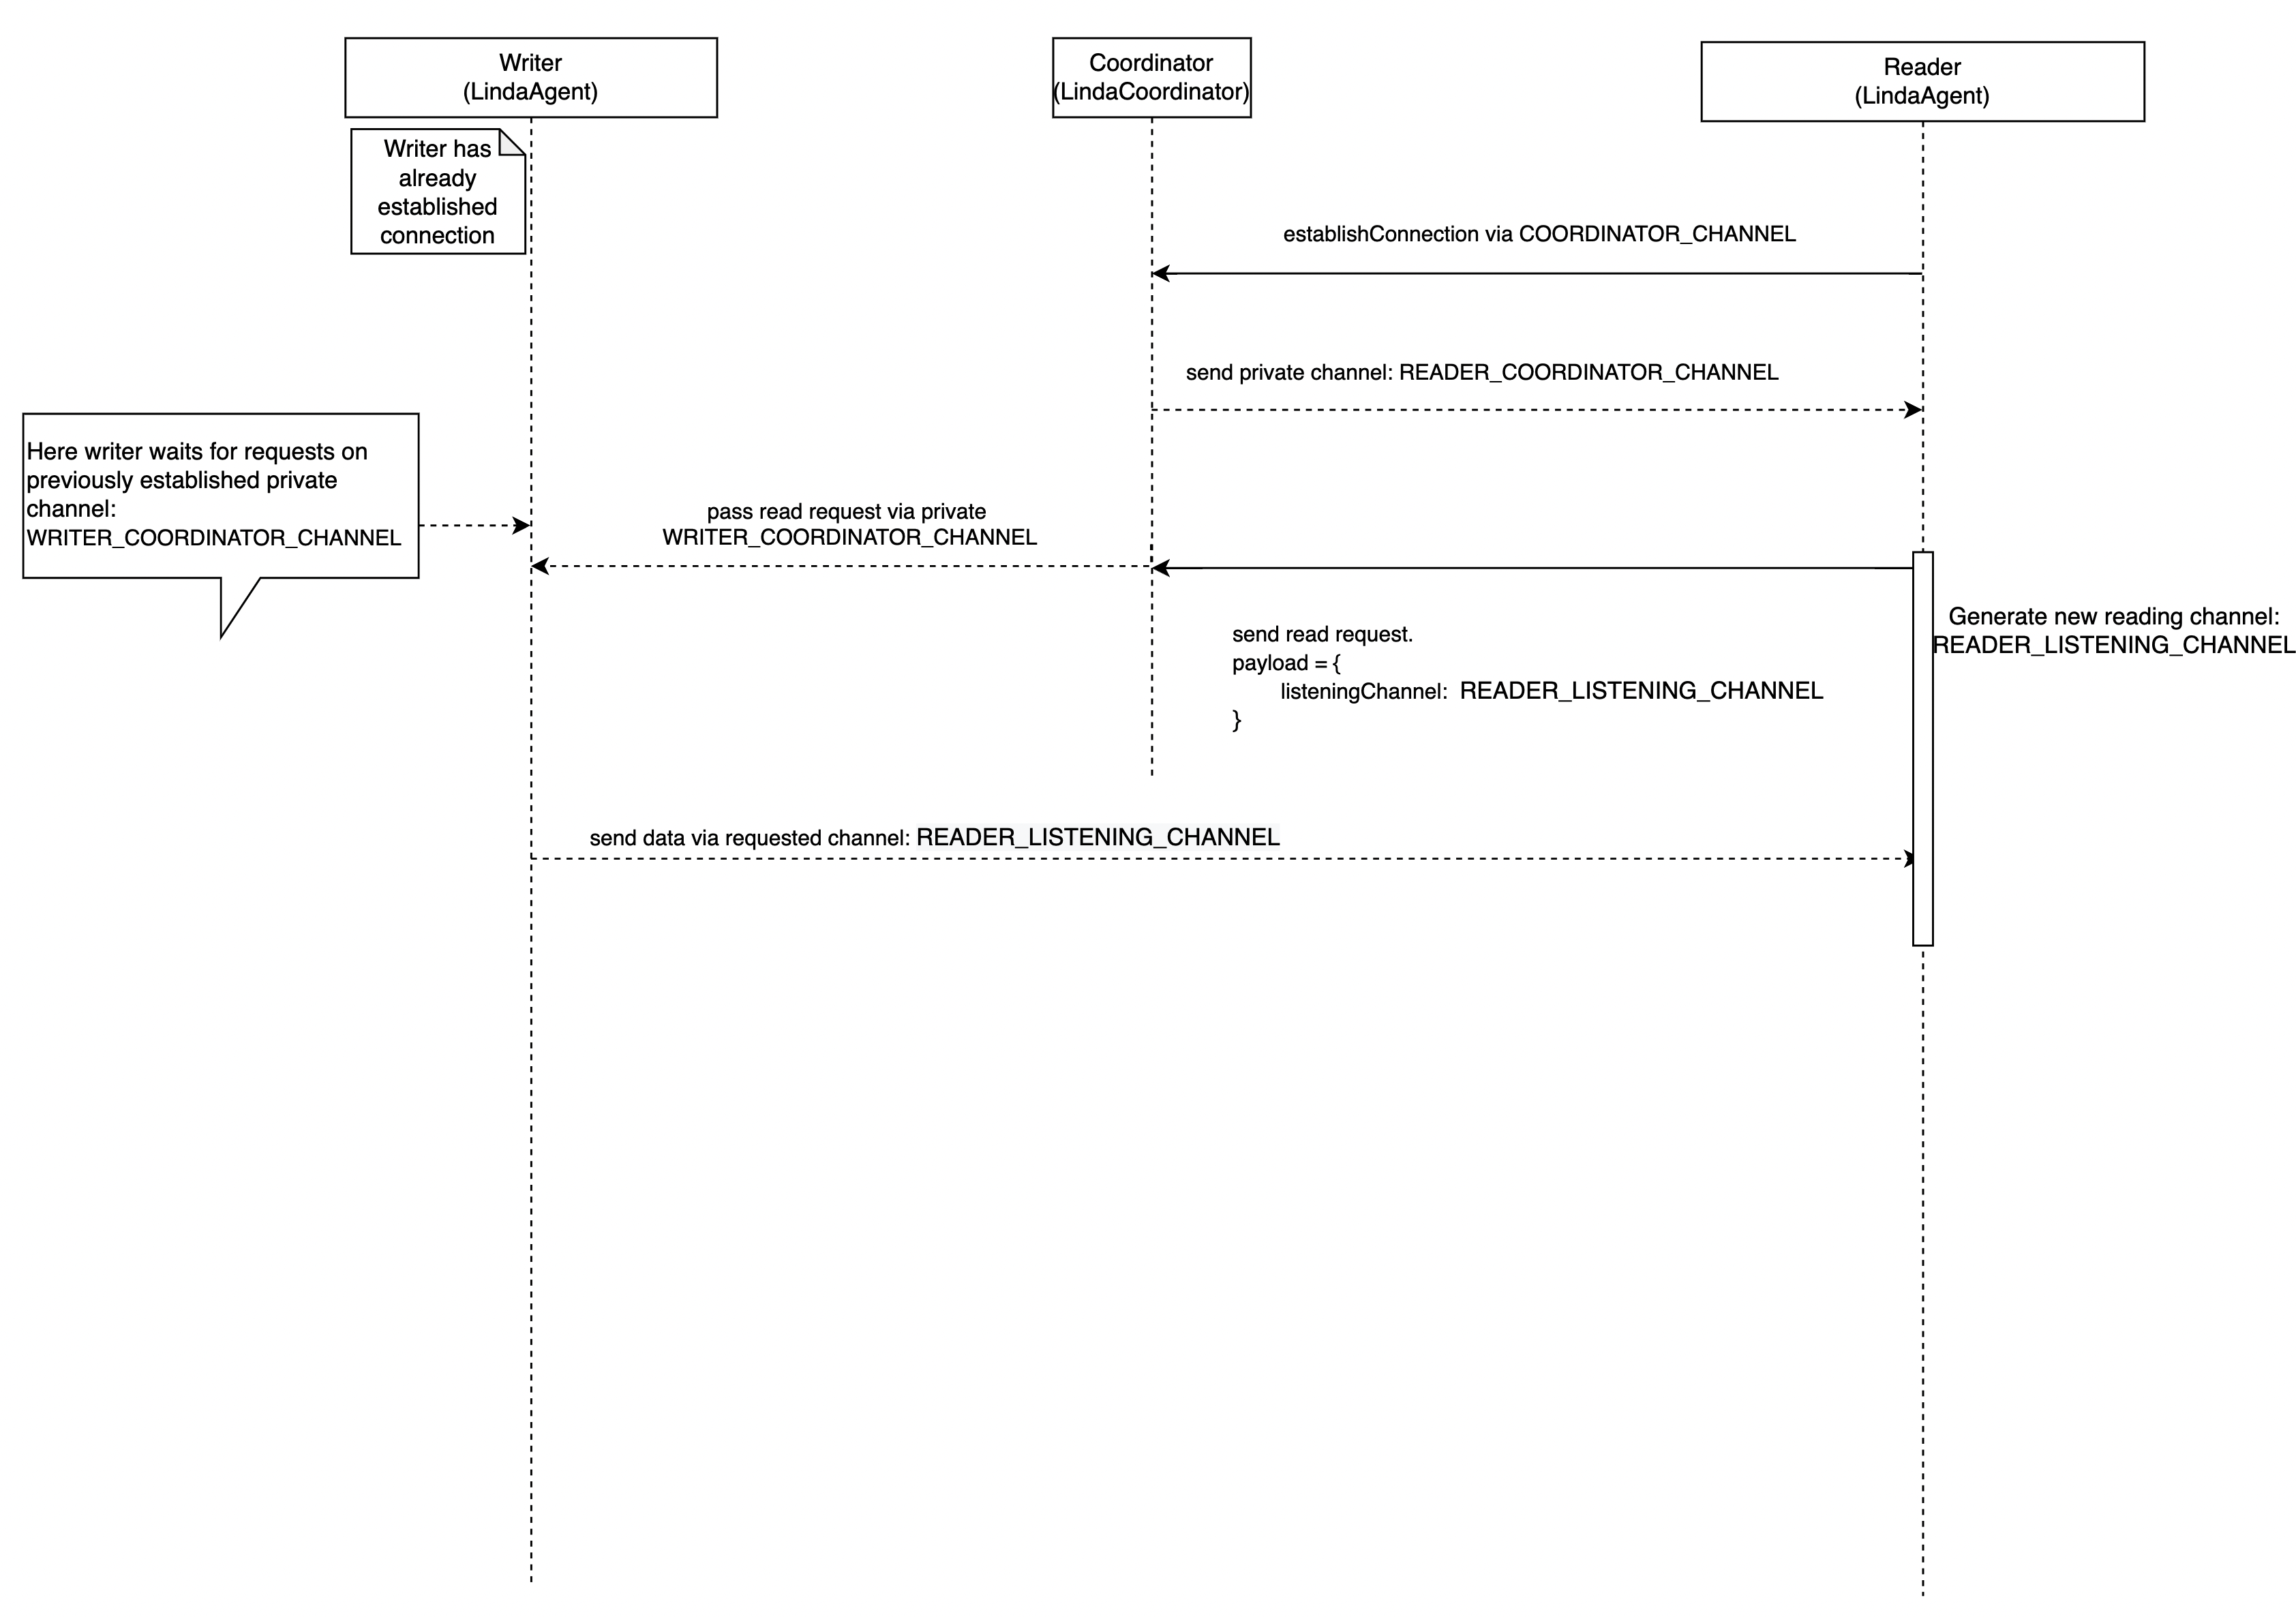 Writer
(LindaAgent)
Coordinator
(LindaCoordinator)
Reader
(LindaAgent)
Writer has
already
established
connection
establishConnection via COORDINATOR_CHANNEL
send private channel: READER_COORDINATOR_CHANNEL
Here writer waits for requests on
previously established private
channel:
WRITER_COORDINATOR_CHANNEL
pass read request via private
WRITER_COORDINATOR_CHANNEL
Generate new reading channel:
READER_LISTENING_CHANNEL
send read request.
payload = {
listeningChannel: READER_LISTENING_CHANNEL
}
send data via requested channel: READER_LISTENING_CHANNEL